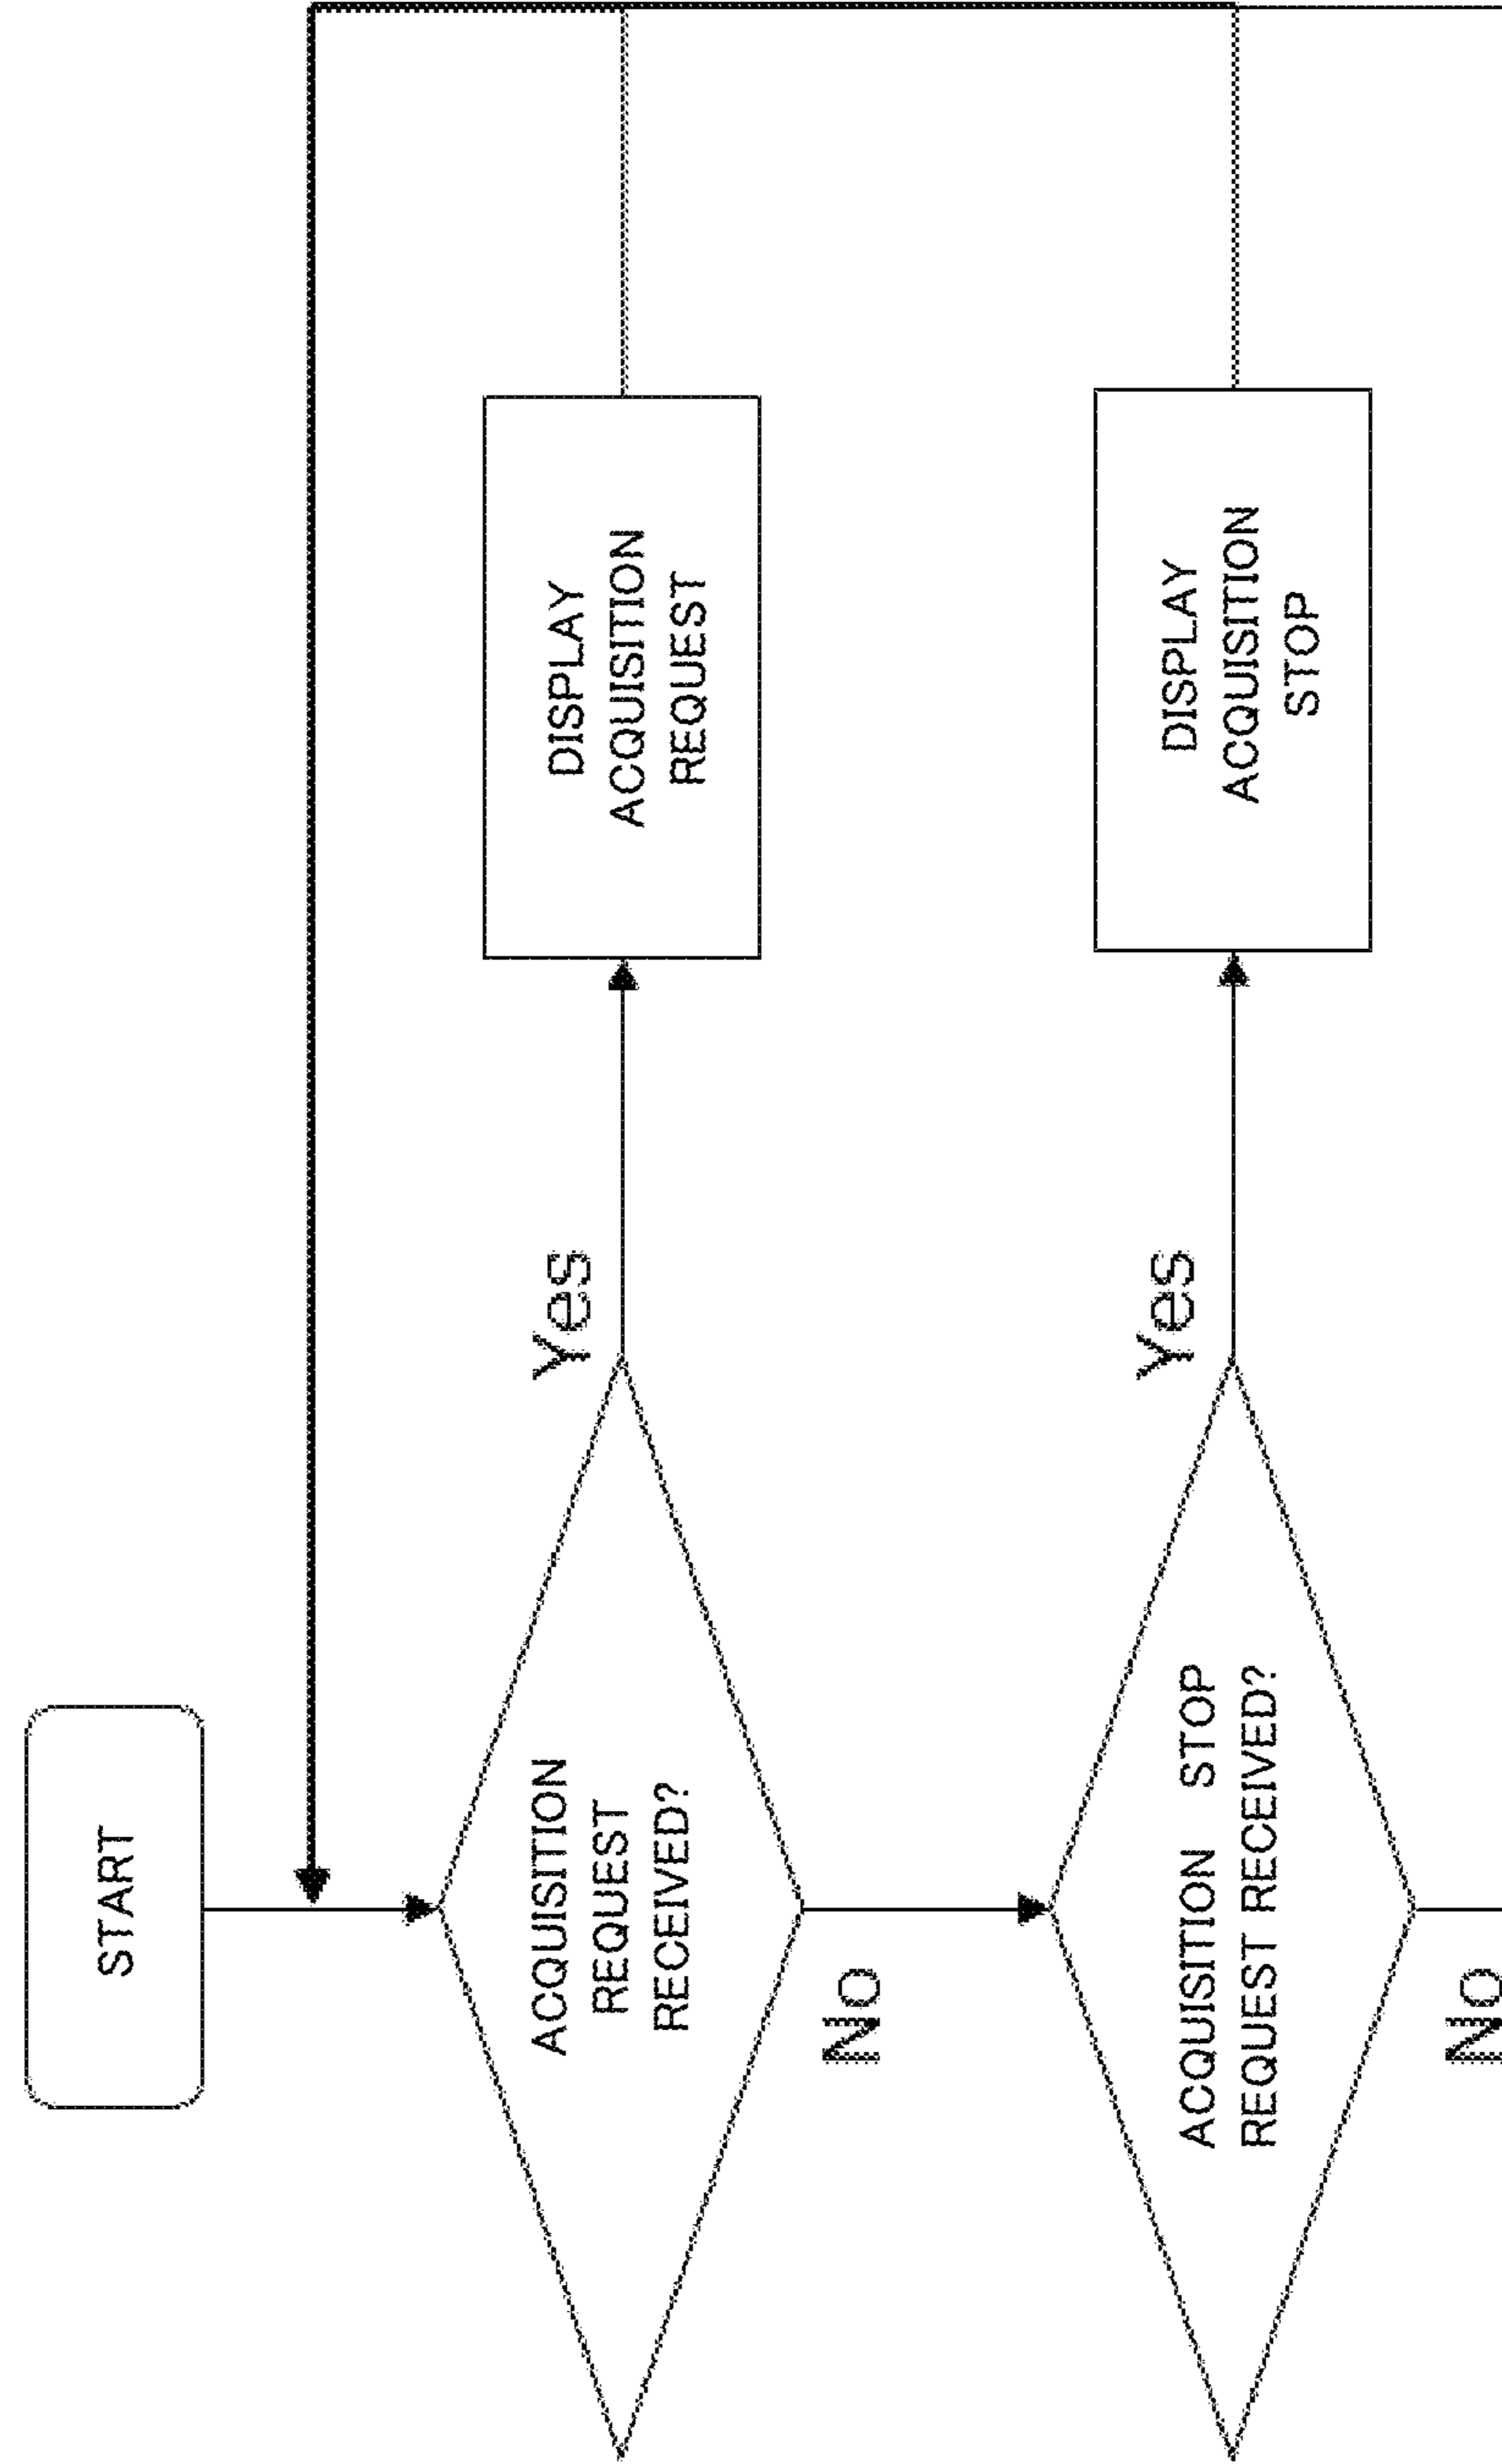 START
ACQUISITION
REQUEST
RECEIVED?
Yes
DISPLAY
ACQUISITION
REQUEST
No
ACQUISITION STOP
REQUEST RECEIVED?
Yes
DISPLAY
ACQUISITION
STOP
No